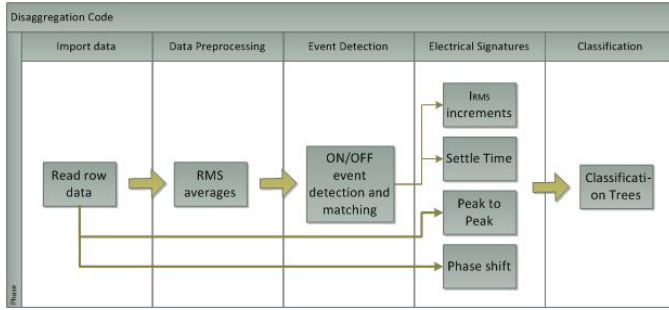 Disaggregation Code
Import data
Data Preprocessing
Event Detection
Electrical Signatures
Classification
Phase
Read row
data
RMS
averages
ON/OFF
event
detection and
matching
IRMS
increments
Settle Time
Peak to
Peak
Phase shift
Classificati-
on Trees